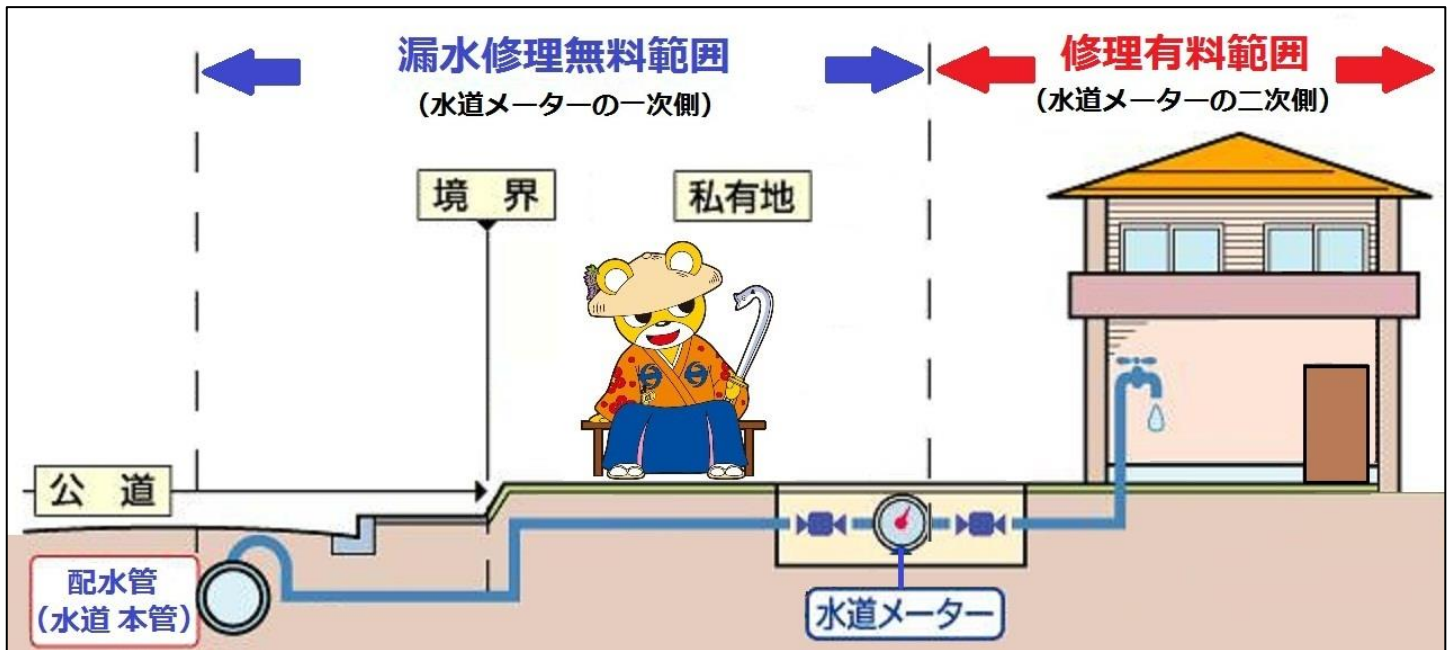 漏水修理無料範囲
(水道メーターの一次側)
修理有料範囲
(水道メーターの二次側)
境 界
私有地
公 道
配水管
(水道 本管)
水道メーター